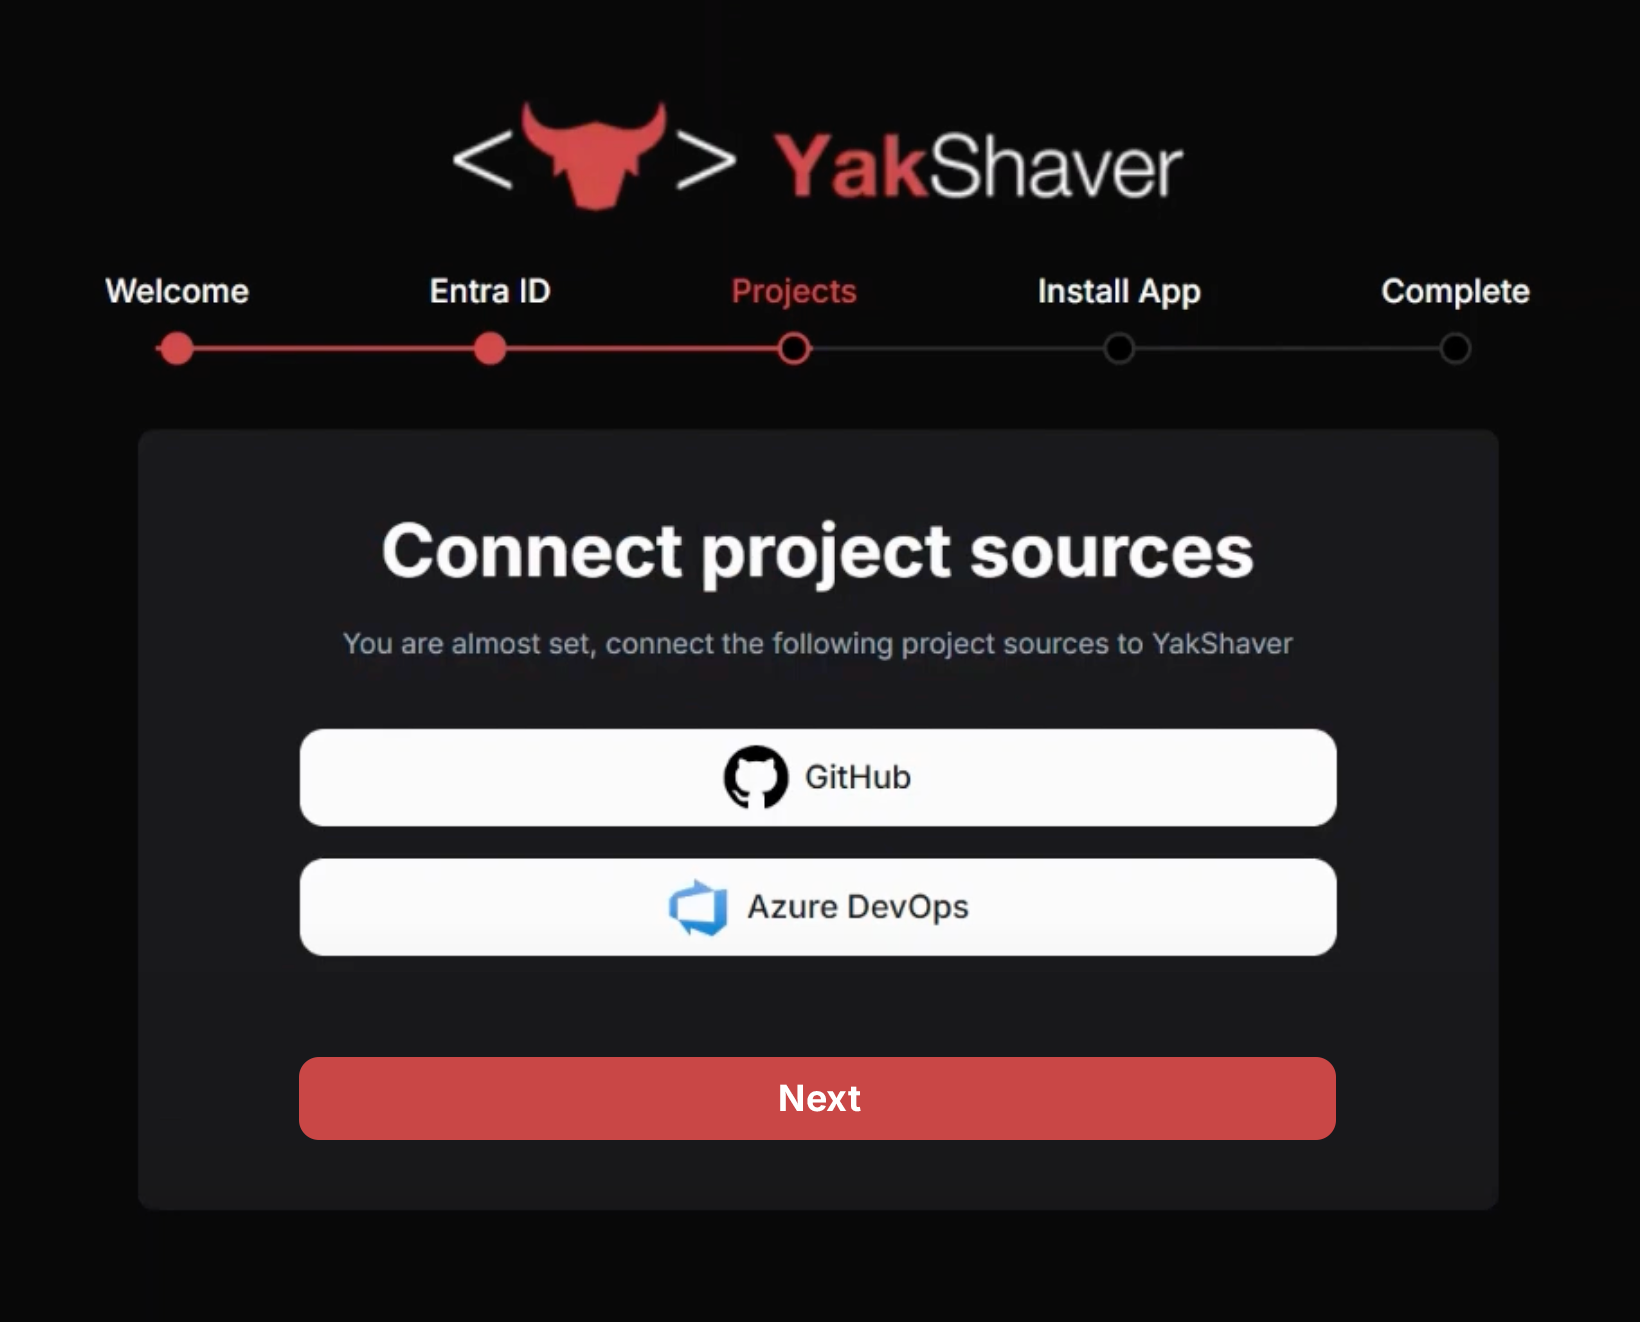 < > YakShaver
Welcome Entra ID Projects Install App Complete
Connect project sources
You are almost set, connect the following project sources to YakShaver
GitHub
Azure DevOps
Next